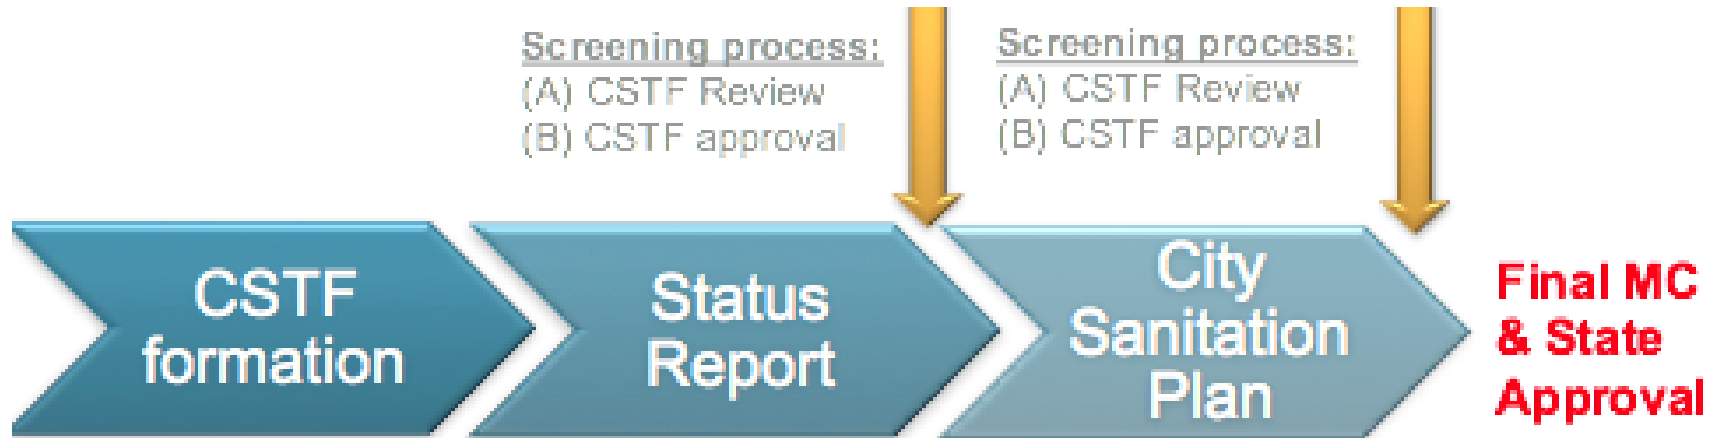 Screening process:
(A) CSTF Review
(B) CSTF approval
Screening process:
(A) CSTF Review
(B) CSTF approval
CSTF
formation
Status
Report
City
Sanitation
Plan
Final MC
& State
Approval